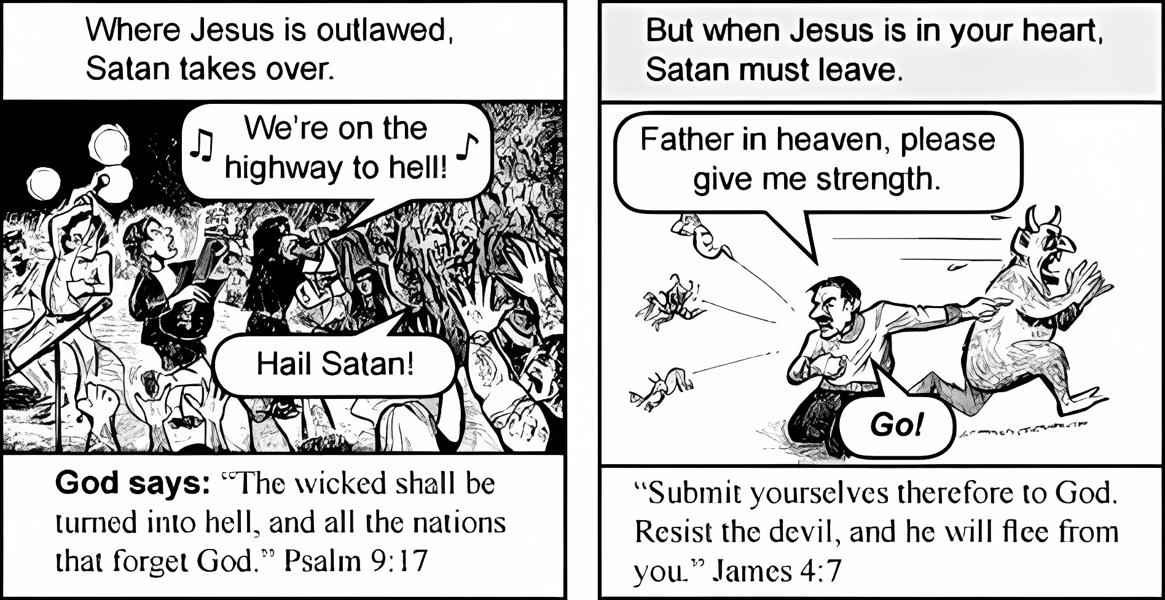 Where Jesus is outlawed,
Satan takes over.
♫ We're on the ♪
highway to hell!
Hail Satan!
God says: “The wicked shall be
turned into hell, and all the nations
that forget God.” Psalm 9:17
But when Jesus is in your heart,
Satan must leave.
Father in heaven, please
give me strength.
Go!
“Submit yourselves therefore to God.
Resist the devil, and he will flee from
you.” James 4:7